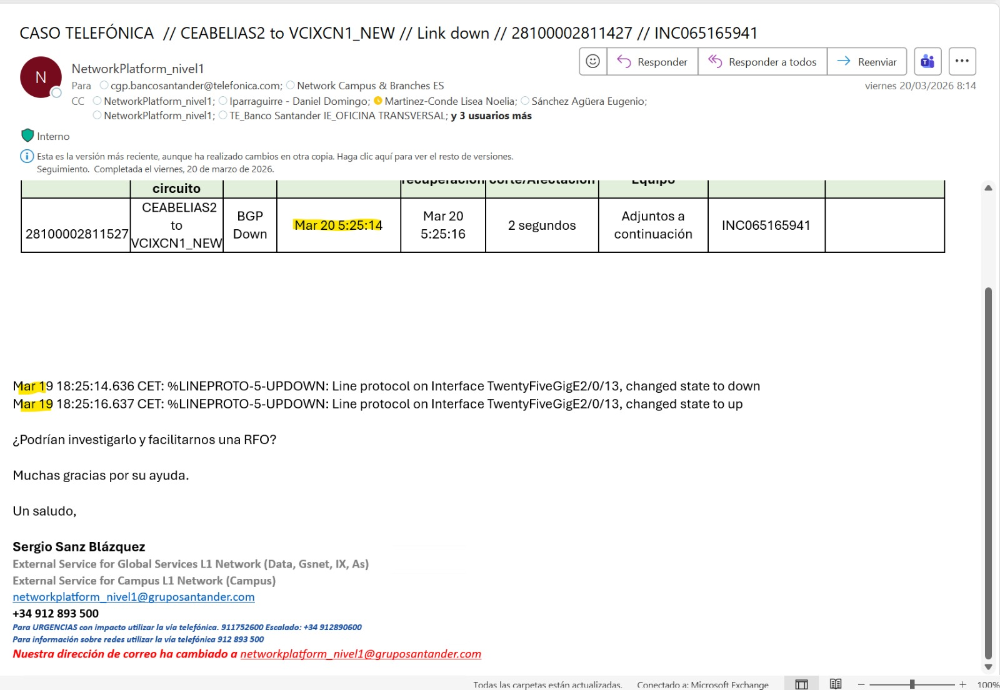 CASO TELEFÓNICA // CEABELIAS2 to VCIXCN1_NEW // Link down // 28100002811427 // INC065165941
N
NetworkPlatform_nivel1
Responder
Responder a todos
Reenviar
Para cgp.bancosantander@telefonica.com; Network Campus & Branches ES
viernes 20/03/2026 8:14
CC NetworkPlatform_nivel1; Iparraguirre - Daniel Domingo; Martinez-Conde Lisea Noelia; Sánchez Agüera Eugenio;
NetworkPlatform_nivel1; TE_Banco Santander IE_OFICINA TRANSVERSAL; y 3 usuarios más
Interno
Esta es la versión más reciente, aunque ha realizado cambios en otra copia. Haga clic aquí para ver el resto de versiones.
Seguimiento. Completada el viernes, 20 de marzo de 2026.
circuito recuperación corte/Afectación Equipo
28100002811527
CEABELIAS2
to
VCIXCN1_NEW
BGP
Down
Mar 20 5:25:14
Mar 20
5:25:16
2 segundos
Adjuntos a
continuación
INC065165941
Mar 19 18:25:14.636 CET: %LINEPROTO-5-UPDOWN: Line protocol on Interface TwentyFiveGigE2/0/13, changed state to down
Mar 19 18:25:16.637 CET: %LINEPROTO-5-UPDOWN: Line protocol on Interface TwentyFiveGigE2/0/13, changed state to up
¿Podrían investigarlo y facilitarnos una RFO?
Muchas gracias por su ayuda.
Un saludo,
Sergio Sanz Blázquez
External Service for Global Services L1 Network (Data, Gsnet, IX, As)
External Service for Campus L1 Network (Campus)
networkplatform_nivel1@gruposantander.com
+34 912 893 500
Para URGENCIAS con impacto utilizar la vía telefónica. 911752600 Escalado: +34 912890600
Para información sobre redes utilizar la vía telefónica 912 893 500
Nuestra dirección de correo ha cambiado a networkplatform_nivel1@gruposantander.com
Todas las carpetas están actualizadas. Conectado a: Microsoft Exchange 100%